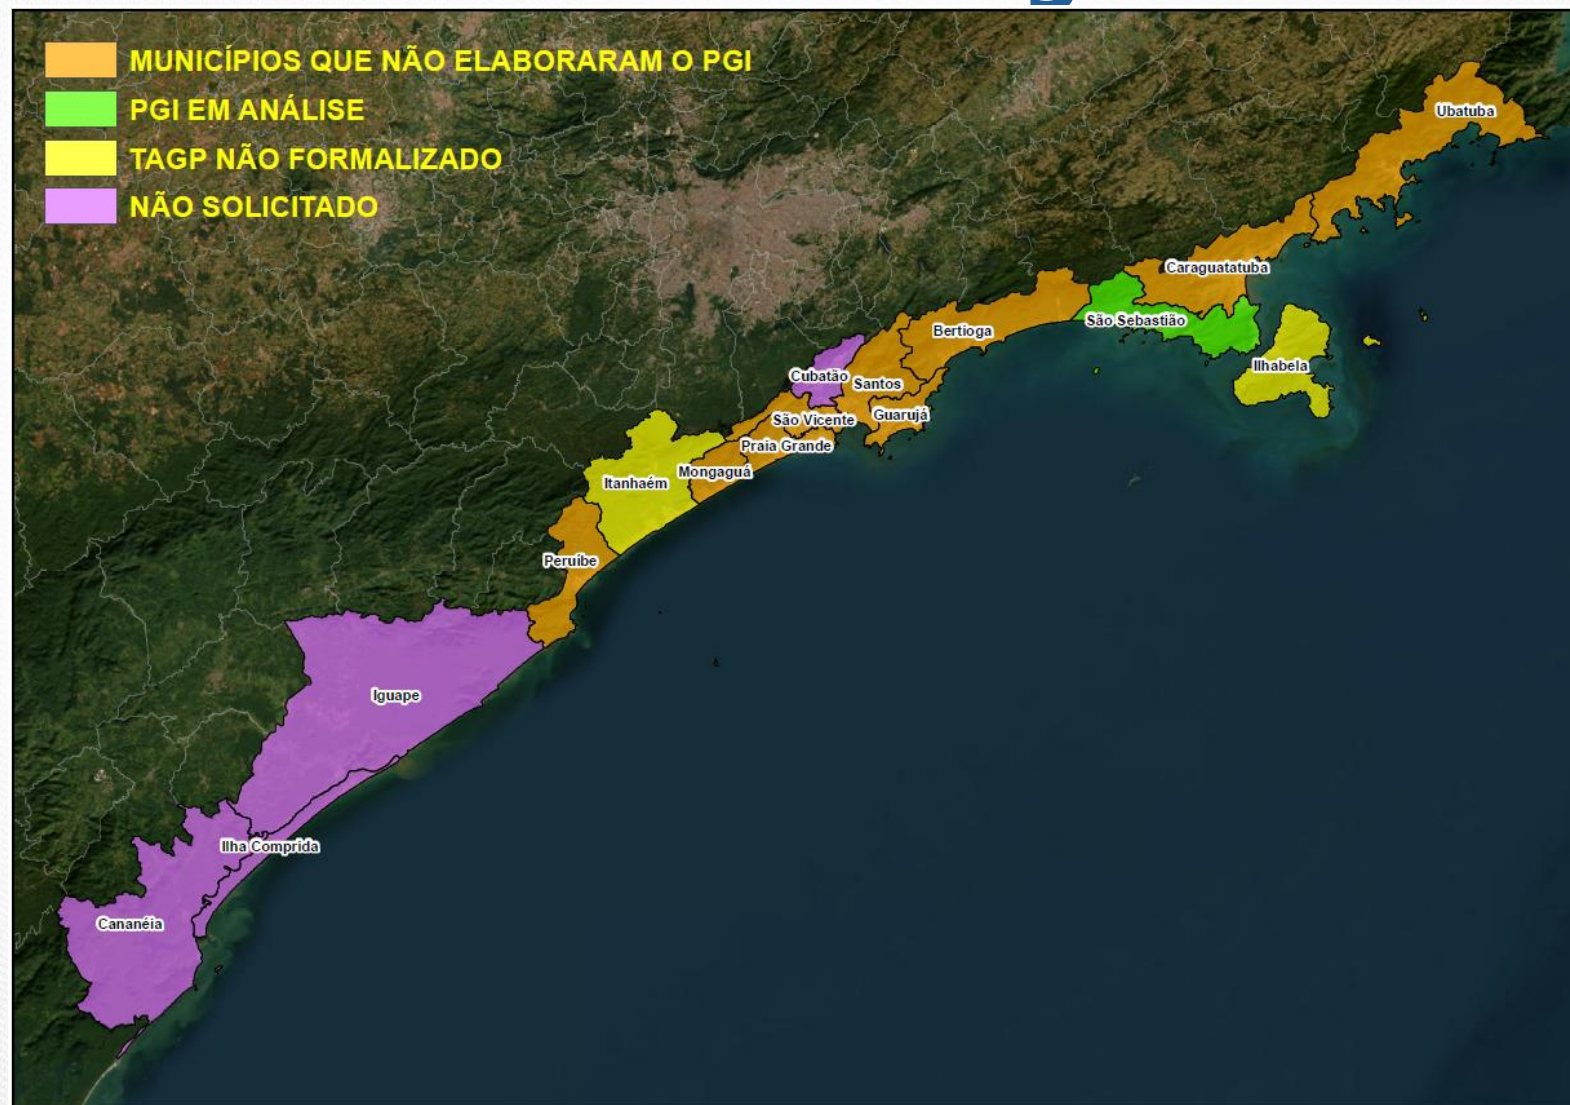 MUNICÍPIOS QUE NÃO ELABORARAM O PGI
PGI EM ANÁLISE
TAGP NÃO FORMALIZADO
NÃO SOLICITADO
Ubatuba
Caraguatatuba
São Sebastião
Bertioga
Ilhabela
Cubatão
Santos
Guarujá
São Vicente
Praia Grande
Mongaguá
Itanhaém
Peruíbe
Iguape
Ilha Comprida
Cananéia